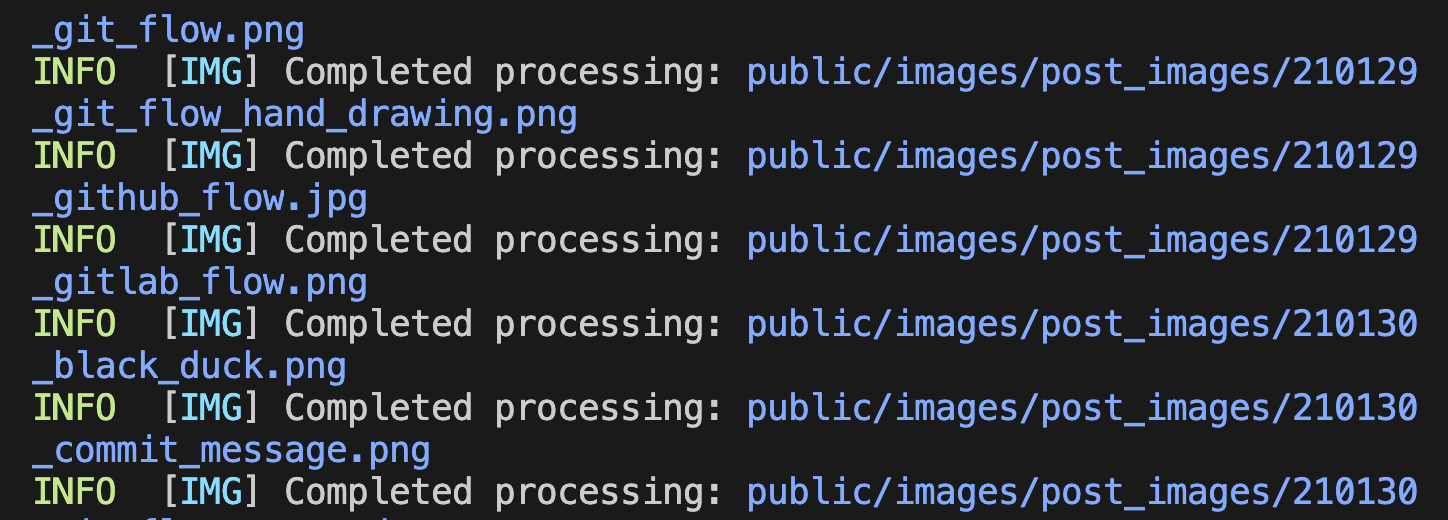 _git_flow.png
INFO  [IMG] Completed processing: public/images/post_images/210129
_git_flow_hand_drawing.png
INFO  [IMG] Completed processing: public/images/post_images/210129
_github_flow.jpg
INFO  [IMG] Completed processing: public/images/post_images/210129
_gitlab_flow.png
INFO  [IMG] Completed processing: public/images/post_images/210130
_black_duck.png
INFO  [IMG] Completed processing: public/images/post_images/210130
_commit_message.png
INFO  [IMG] Completed processing: public/images/post_images/210130